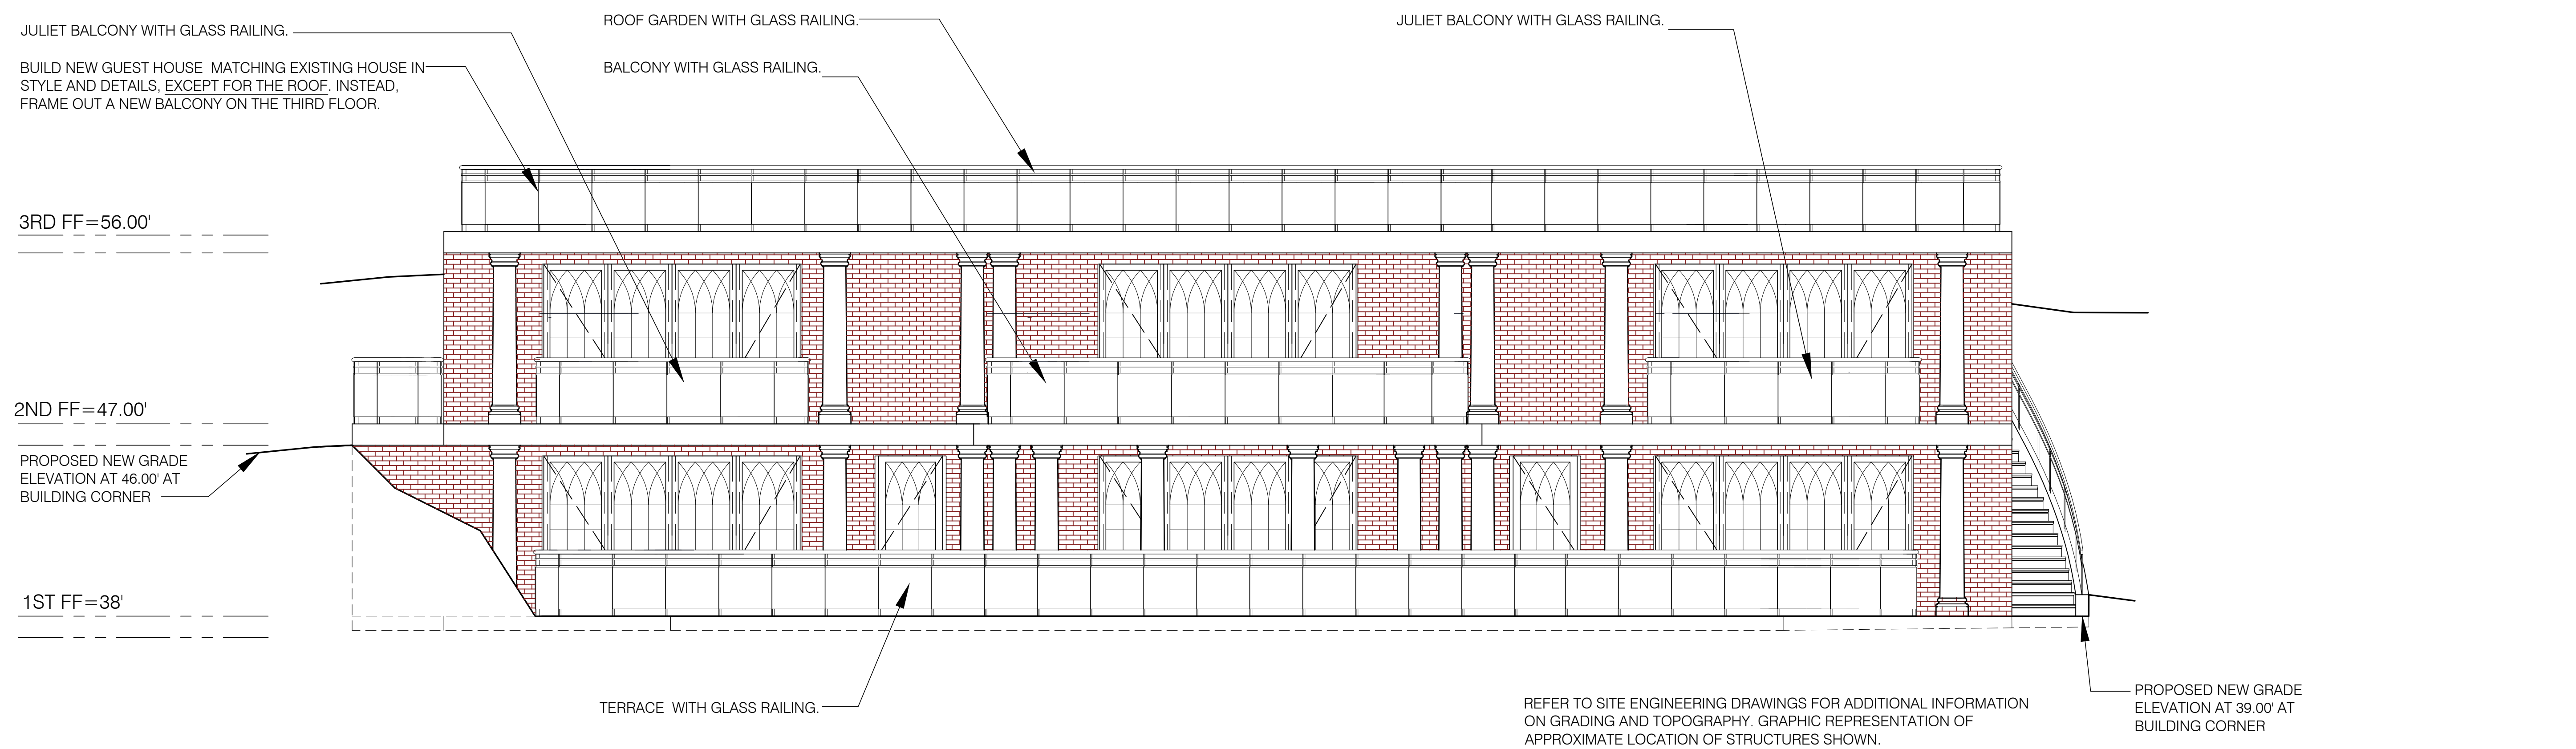 JULIET BALCONY WITH GLASS RAILING.
BUILD NEW GUEST HOUSE  MATCHING EXISTING HOUSE IN
STYLE AND DETAILS, EXCEPT FOR THE ROOF. INSTEAD,
FRAME OUT A NEW BALCONY ON THE THIRD FLOOR.
ROOF GARDEN WITH GLASS RAILING.
BALCONY WITH GLASS RAILING.
JULIET BALCONY WITH GLASS RAILING.
3RD FF=56.00'
2ND FF=47.00'
PROPOSED NEW GRADE
ELEVATION AT 46.00' AT
BUILDING CORNER
1ST FF=38'
TERRACE  WITH GLASS RAILING.
REFER TO SITE ENGINEERING DRAWINGS FOR ADDITIONAL INFORMATION
ON GRADING AND TOPOGRAPHY. GRAPHIC REPRESENTATION OF
APPROXIMATE LOCATION OF STRUCTURES SHOWN.
PROPOSED NEW GRADE
ELEVATION AT 39.00' AT
BUILDING CORNER